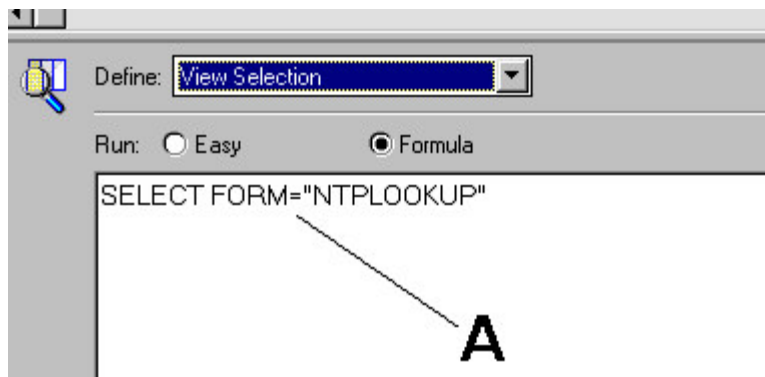 Define: View Selection
Run: Easy Formula
SELECT FORM="NTPLOOKUP"
A